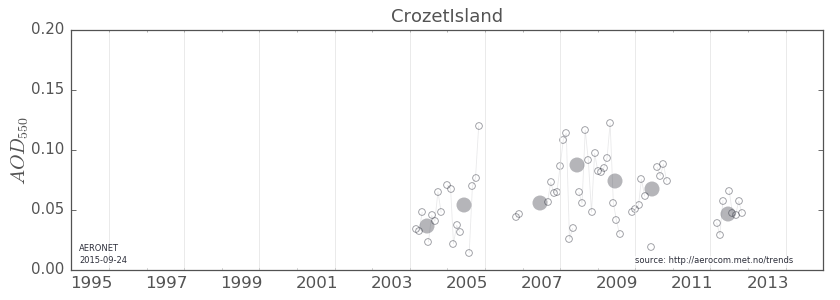 CrozetIsland
0.20
0.15
0.10
0.05
0.00
AOD550
AERONET
2015-09-24
source: http://aerocom.met.no/trends
1995 1997 1999 2001 2003 2005 2007 2009 2011 2013